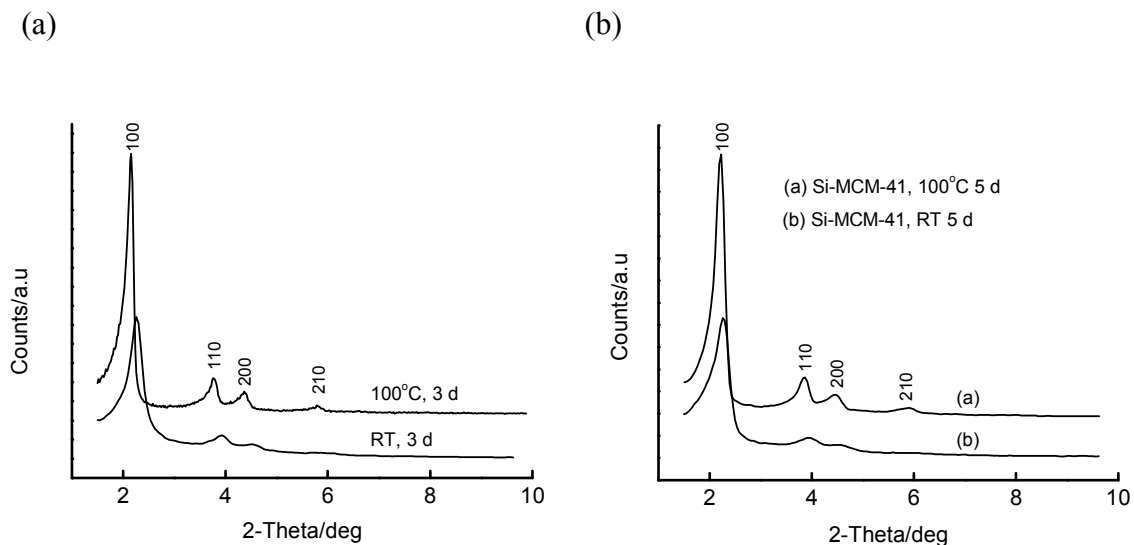 (a)
100
110
200
210
100°C, 3 d
RT, 3 d
Counts/a.u
2 4 6 8 10
2-Theta/deg
(b)
100
(a) Si-MCM-41, 100°C 5 d
(b) Si-MCM-41, RT 5 d
110
200
210
(a)
(b)
Counts/a.u
2 4 6 8 10
2-Theta/deg